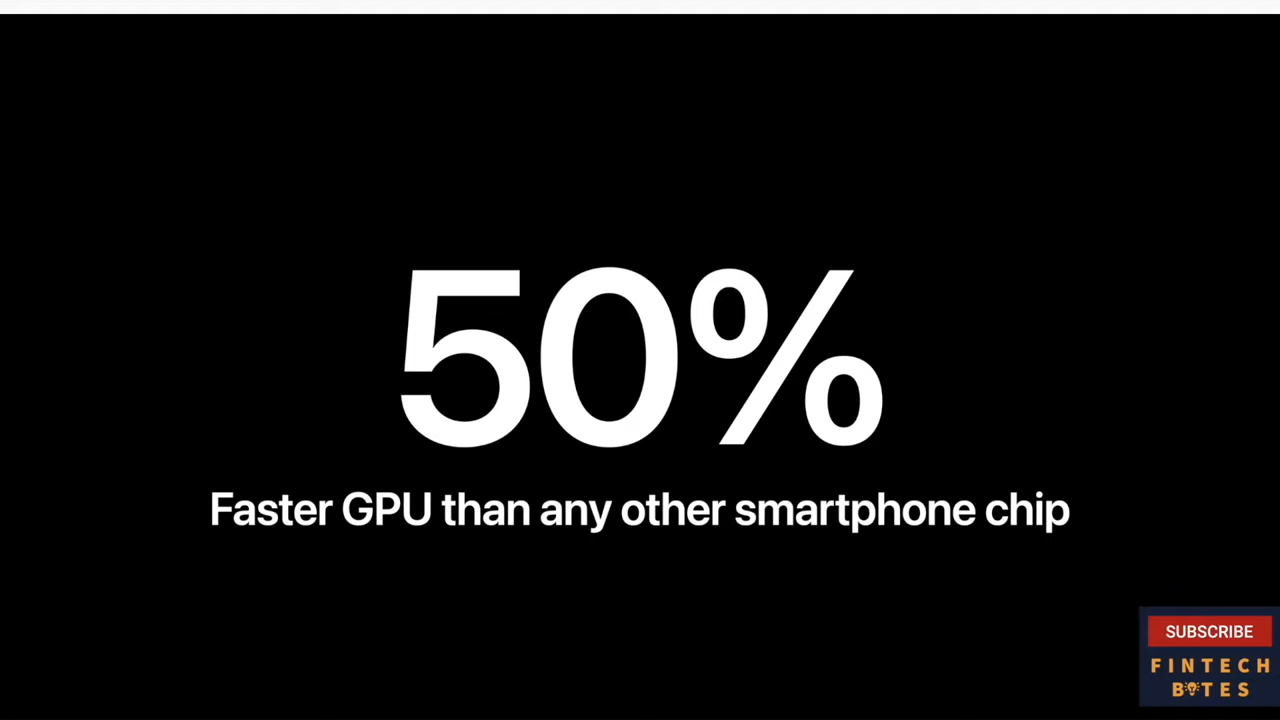 50%
Faster GPU than any other smartphone chip
SUBSCRIBE
FINTECH
BYTES